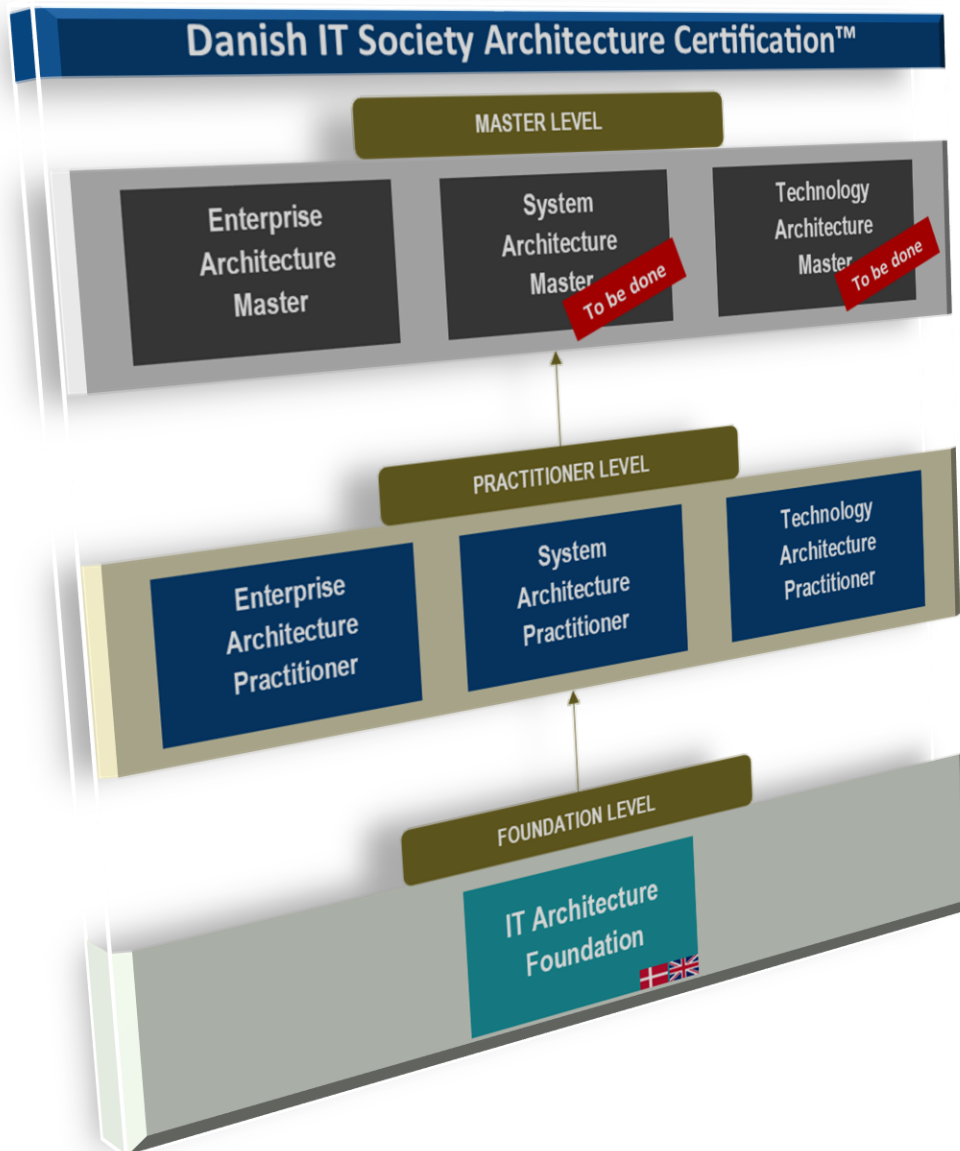 Danish IT Society Architecture Certification™
MASTER LEVEL
Enterprise
Architecture
Master
System
Architecture
Master
To be done
Technology
Architecture
Master
To be done
PRACTITIONER LEVEL
Enterprise
Architecture
Practitioner
System
Architecture
Practitioner
Technology
Architecture
Practitioner
FOUNDATION LEVEL
IT Architecture
Foundation